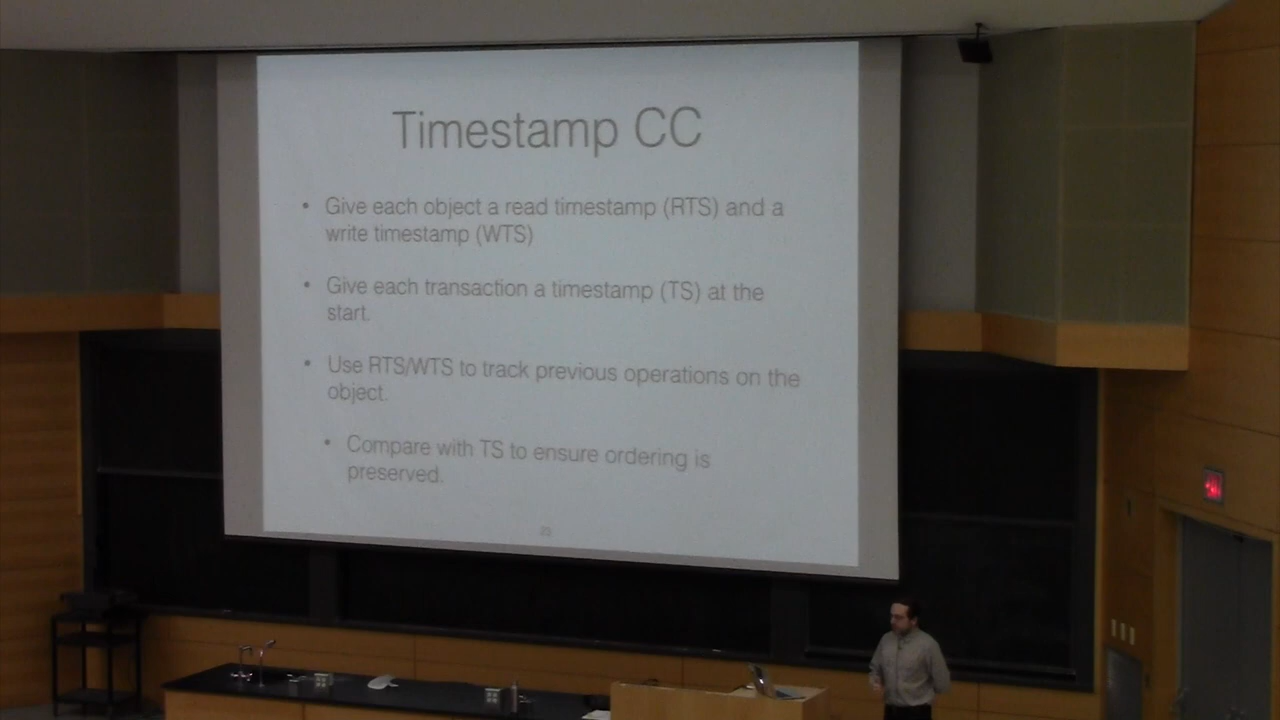 Timestamp CC
• Give each object a read timestamp (RTS) and a
write timestamp (WTS)
• Give each transaction a timestamp (TS) at the
start.
• Use RTS/WTS to track previous operations on the
object.
• Compare with TS to ensure ordering is
preserved.